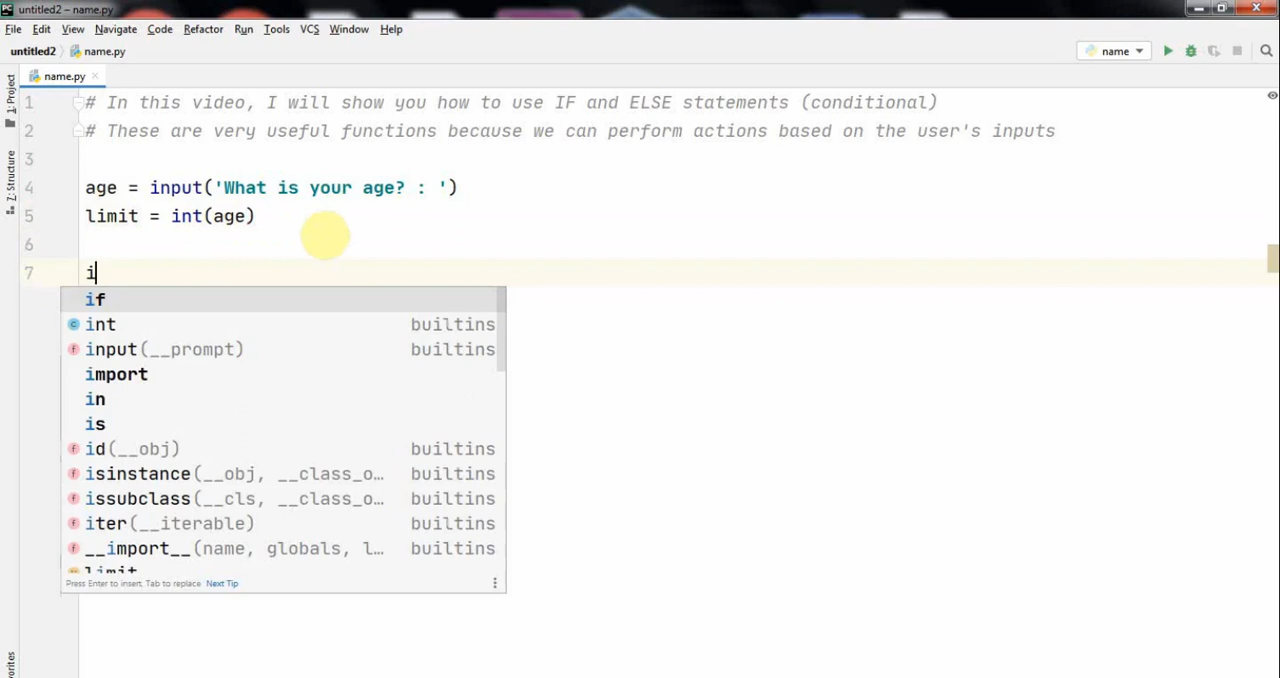 untitled2 – name.py
File Edit View Navigate Code Refactor Run Tools VCS Window Help
untitled2 name.py name
name.py
1: Project
Z: Structure
1 # In this video, I will show you how to use IF and ELSE statements (conditional)
2 # These are very useful functions because we can perform actions based on the user's inputs
3
4 age = input('What is your age? : ')
5 limit = int(age)
6
7 i
if
int builtins
input(__prompt) builtins
import
in
is
id(__obj) builtins
isinstance(__obj, __class_o… builtins
issubclass(__cls, __class_o… builtins
iter(__iterable) builtins
__import__(name, globals, l… builtins
limit
Press Enter to insert, Tab to replace Next Tip